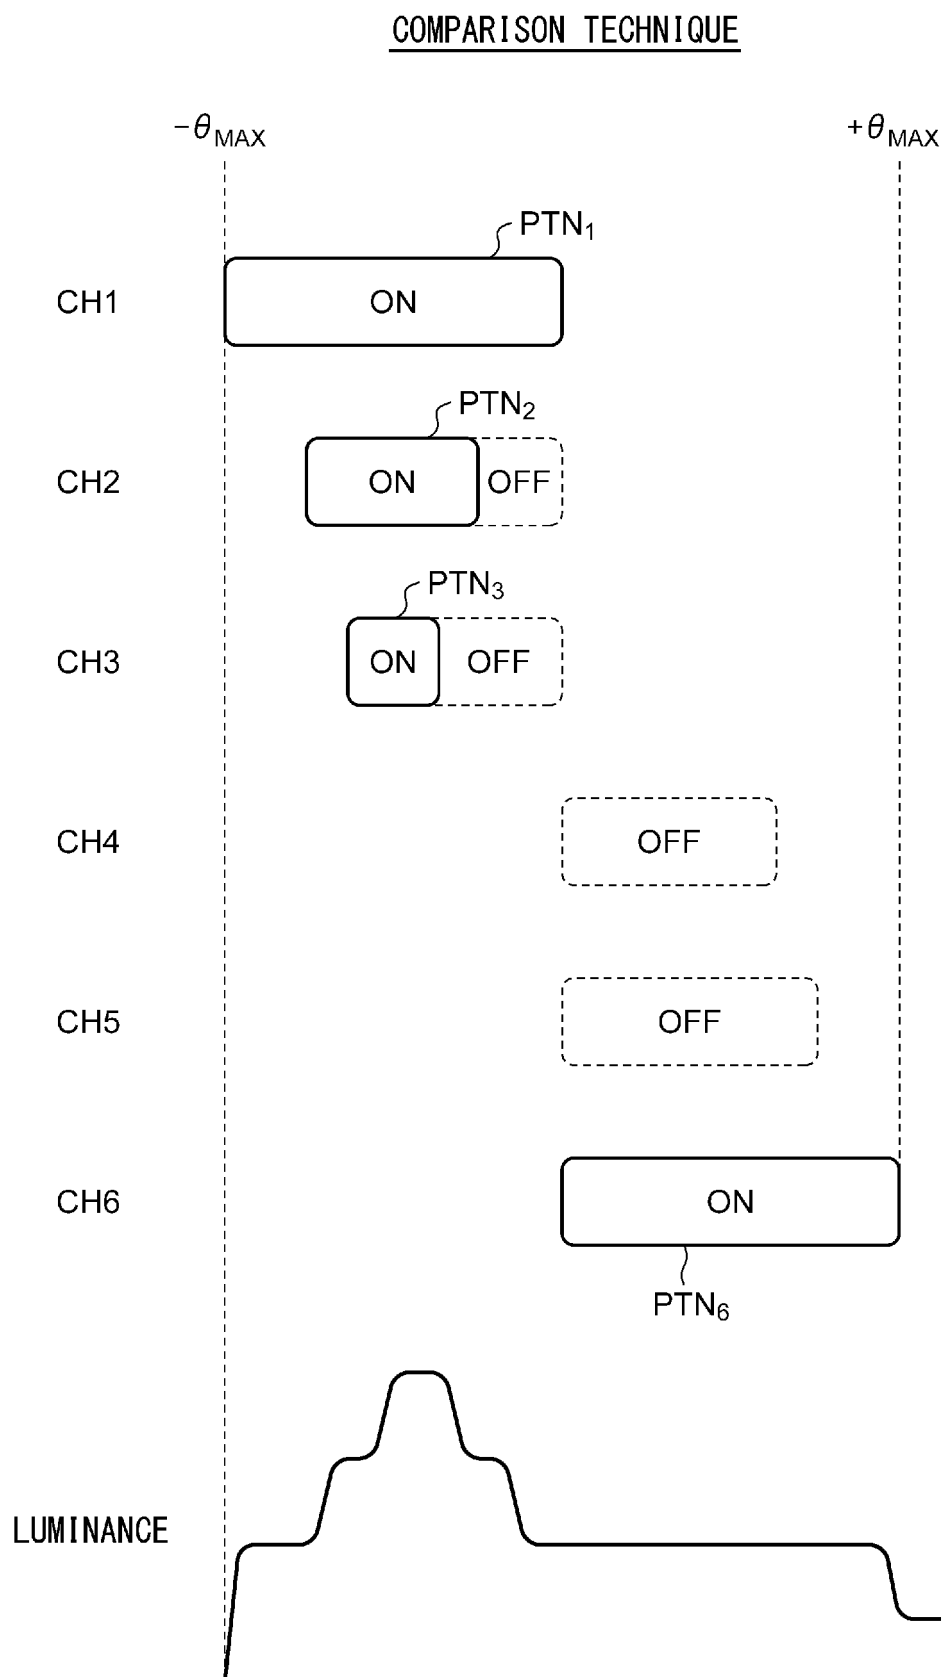 COMPARISON TECHNIQUE
−θMAX +θMAX
PTN1
CH1 ON
PTN2
CH2 ON OFF
PTN3
CH3 ON OFF
CH4 OFF
CH5 OFF
CH6 ON
PTN6
LUMINANCE